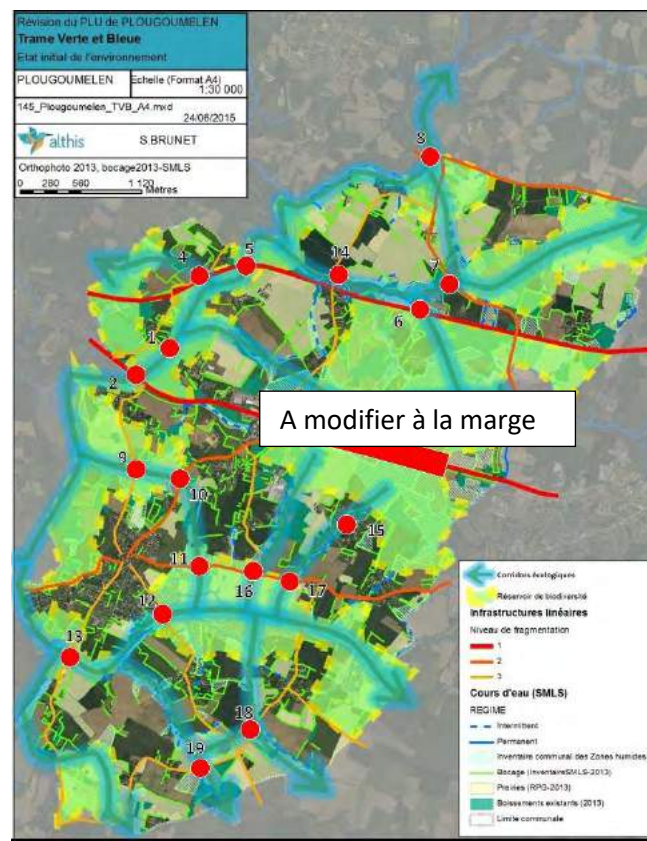 Révision du PLU de PLOUGOUMELEN
Trame Verte et Bleue
Etat initial de l'environnement
PLOUGOUMELEN
Echelle (Format A4)
1:30 000
145_Plougoumelen_TVB_A4.mxd
24/06/2015
althis
S.BRUNET
Orthophoto 2013, bocage2013-SMLS
0 280 560 1 120
Mètres
8
4
5
14
7
6
1
2
A modifier à la marge
9
10
15
11
16
17
12
13
18
19
Corridors écologiques
Réservoir de biodiversité
Infrastructures linéaires
Niveau de fragmentation
1
2
3
Cours d'eau (SMLS)
REGIME
Intermittent
Permanent
Inventaire communal des Zones humides
Bocage (InventaireSMLS-2013)
Prairies (RPG-2013)
Boisements existants (2013)
Limite communale